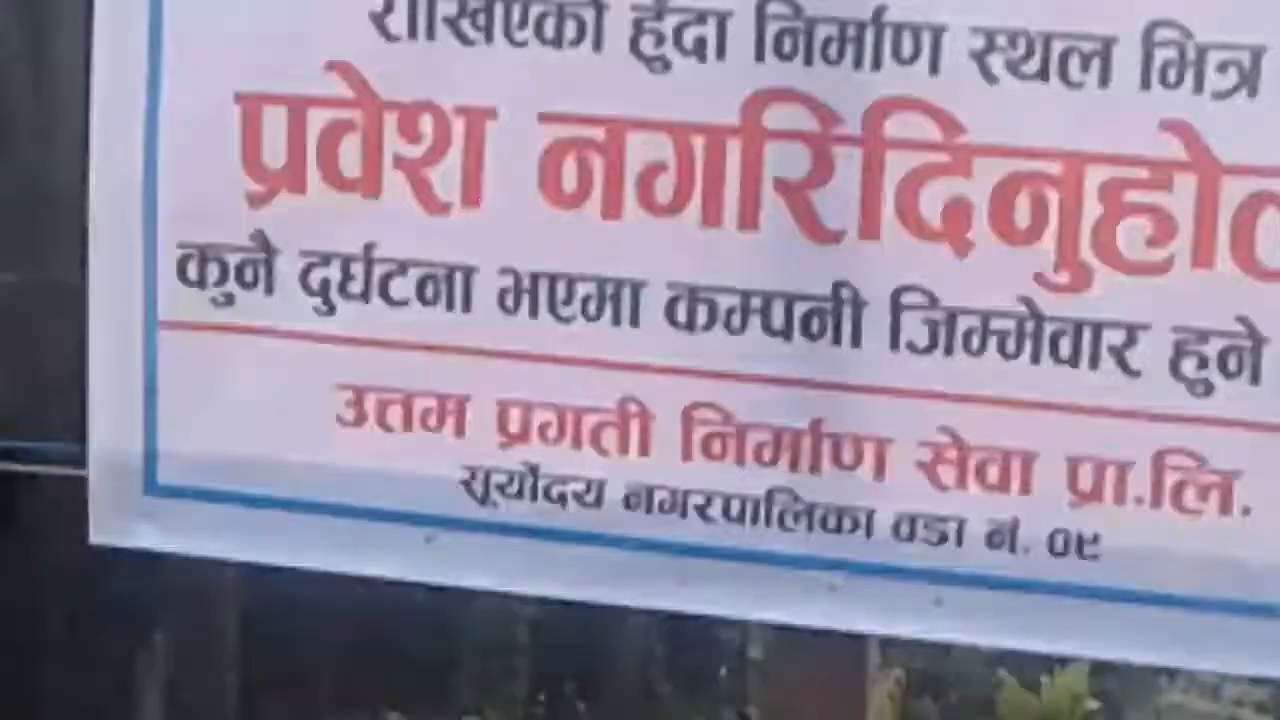 राखिएको हुँदा निर्माण स्थल भित्र
प्रवेश नगरिदिनुहोल
कुनै दुर्घटना भएमा कम्पनी जिम्मेवार हुने
उत्तम प्रगती निर्माण सेवा प्रा.लि.
सूर्योदय नगरपालिका वडा नं. ०९